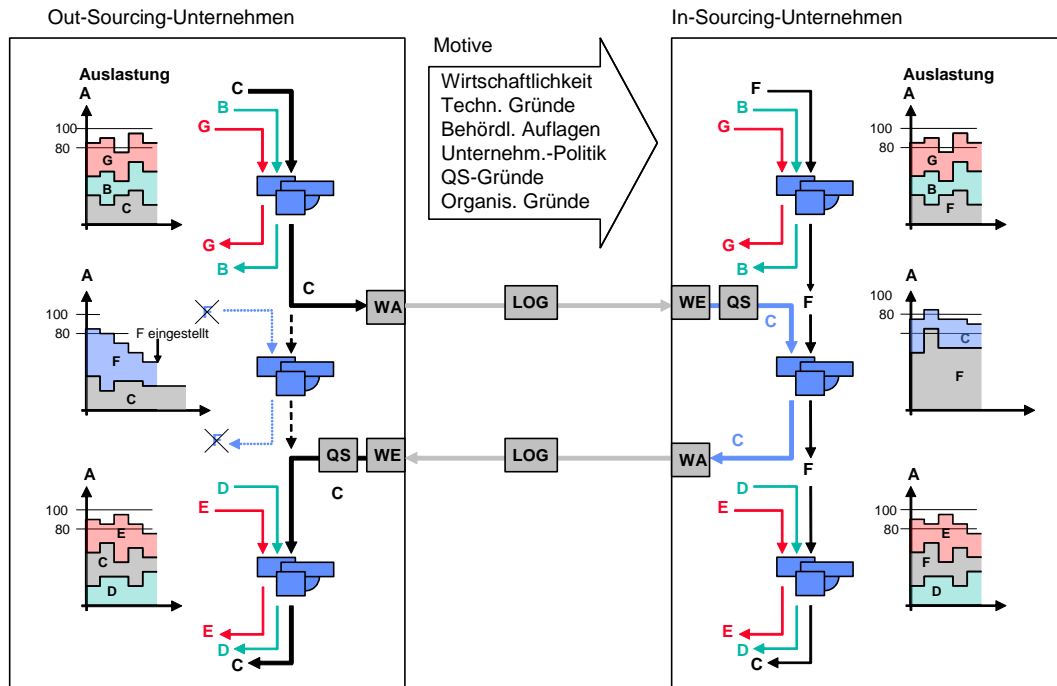 Out-Sourcing-Unternehmen
In-Sourcing-Unternehmen
Motive
Wirtschaftlichkeit
Techn. Gründe
Behördl. Auflagen
Unternehm.-Politik
QS-Gründe
Organis. Gründe
Auslastung
A
100
80
G
B
C
C
B
G
G
B
C
WA
LOG
WE
QS
C
A
100
80
F eingestellt
F
C
F
F
QS
WE
C
LOG
WA
C
A
100
80
E
C
D
D
E
E
D
C
F
B
G
G
B
F
F
D
E
E
D
C
Auslastung
A
100
80
G
B
F
A
100
80
C
F
A
100
80
E
F
D